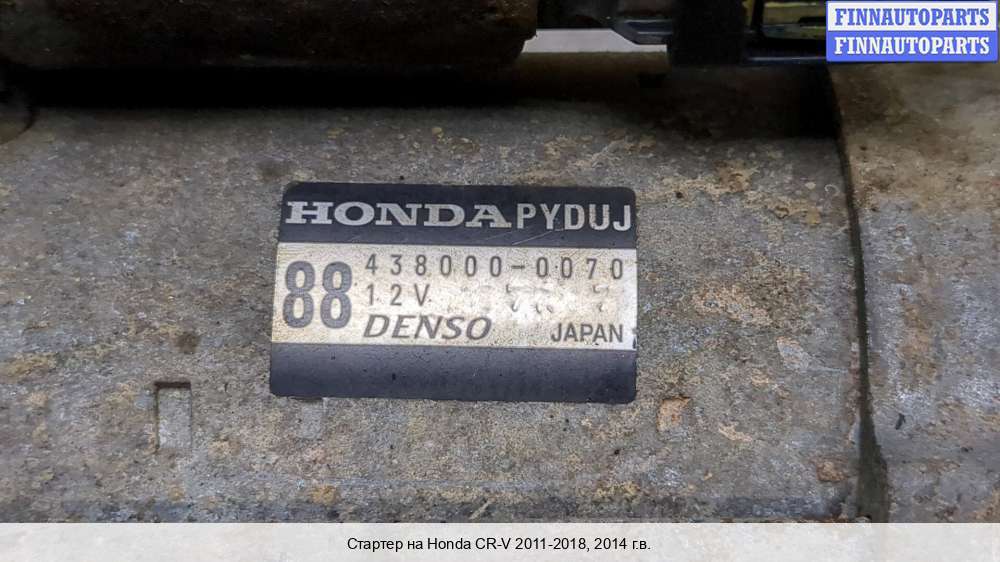 FINNAUTOPARTS
FINNAUTOPARTS
HONDA PYDUJ
88
438000-0070
12V
DENSO JAPAN
Стартер на Honda CR-V 2011-2018, 2014 г.в.